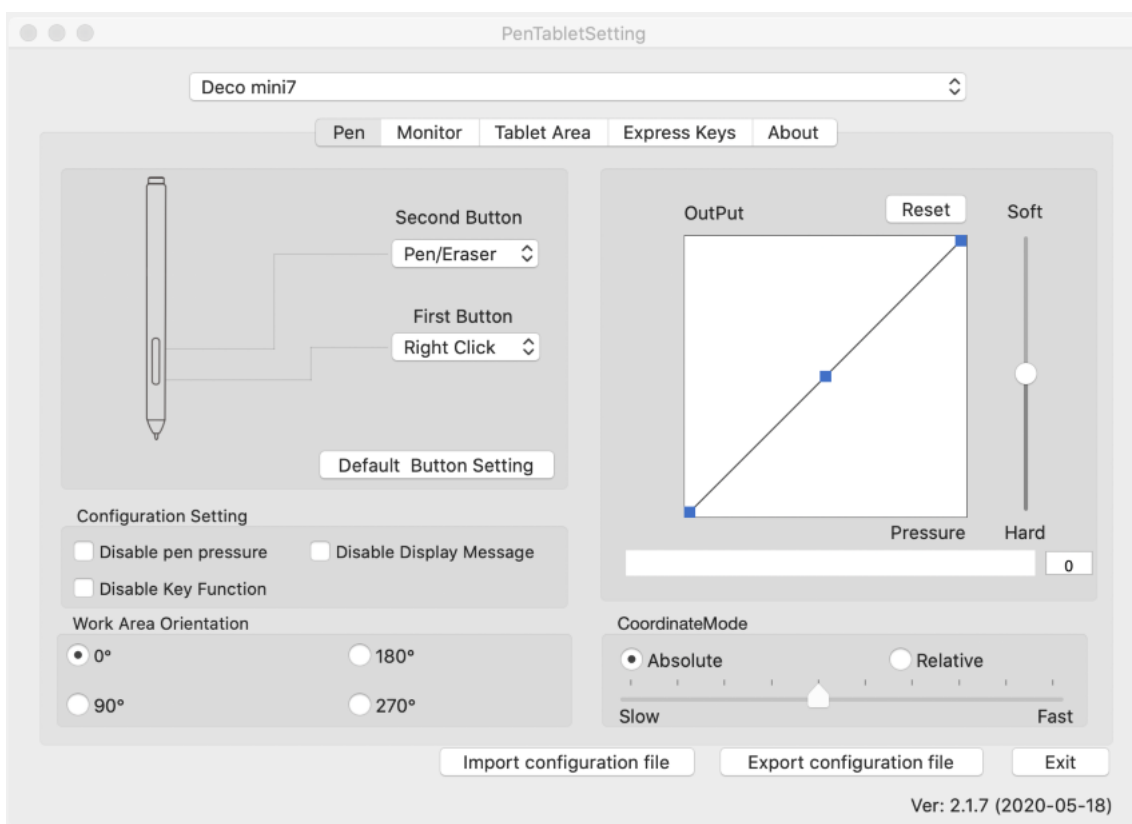 PenTabletSetting
Deco mini7
Pen Monitor Tablet Area Express Keys About
Second Button
Pen/Eraser
First Button
Right Click
Default Button Setting
OutPut
Reset
Soft
Pressure
Hard
0
Configuration Setting
Disable pen pressure Disable Display Message
Disable Key Function
Work Area Orientation
0° 180°
90° 270°
CoordinateMode
Absolute Relative
Slow Fast
Import configuration file Export configuration file Exit
Ver: 2.1.7 (2020-05-18)